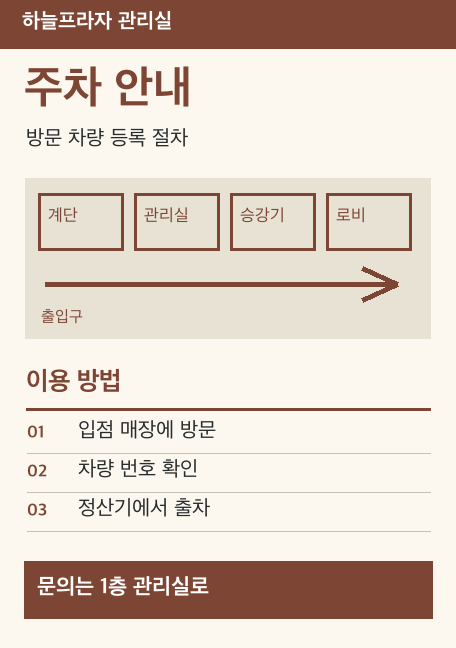 하늘프라자 관리실
주차 안내
방문 차량 등록 절차
계단
관리실
승강기
로비
출입구
이용 방법
01 입점 매장에 방문
02 차량 번호 확인
03 정산기에서 출차
문의는 1층 관리실로